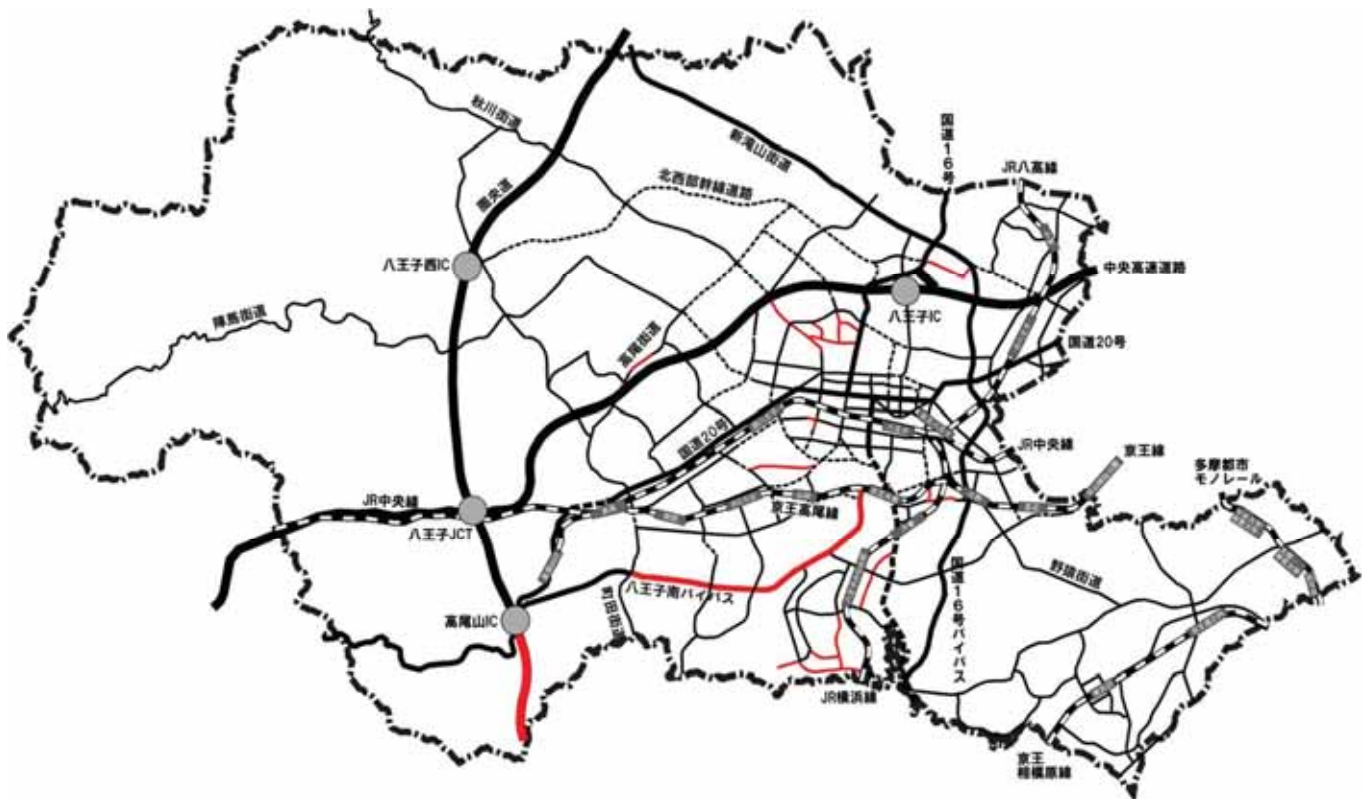 秋川街道
新滝山街道
国道16号
JR八高線
北西部幹線道路
圏央道
八王子西IC
中央高速道路
八王子IC
陣馬街道
高尾街道
国道20号
国道20号
JR中央線
京王線
多摩都市
モノレール
JR中央線
八王子JCT
京王高尾線
野猿街道
八王子南バイパス
国道16号バイパス
町田街道
高尾山IC
JR横浜線
京王
相模原線